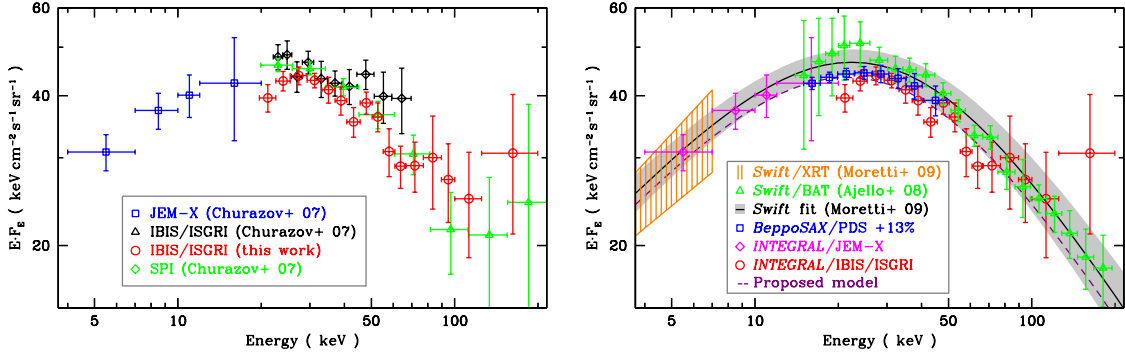 60
40
20
E·F_E ( keV cm⁻² s⁻¹ sr⁻¹ )
JEM-X (Churazov+ 07)
IBIS/ISGRI (Churazov+ 07)
IBIS/ISGRI (this work)
SPI (Churazov+ 07)
5 10 50 100
Energy ( keV )
60
40
20
E·F_E ( keV cm⁻² s⁻¹ sr⁻¹ )
Swift/XRT (Moretti+ 09)
Swift/BAT (Ajello+ 08)
Swift fit (Moretti+ 09)
BeppoSAX/PDS +13%
INTEGRAL/JEM-X
INTEGRAL/IBIS/ISGRI
Proposed model
5 10 50 100
Energy ( keV )